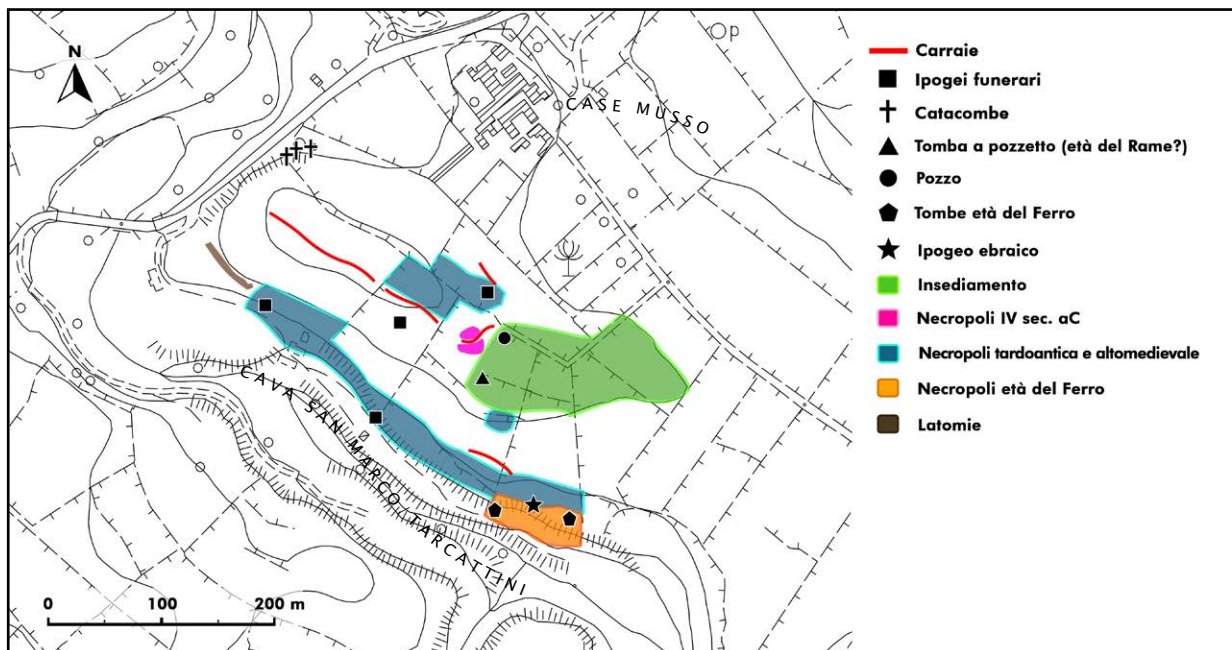 N
CASE MUSSO
p
CAVA SAN MARCO TARCATTINI
0 100 200 m
Carraie
Ipogei funerari
Catacombe
Tomba a pozzetto (età del Rame?)
Pozzo
Tombe età del Ferro
Ipogeo ebraico
Insediamento
Necropoli IV sec. aC
Necropoli tardoantica e altomedievale
Necropoli età del Ferro
Latomie